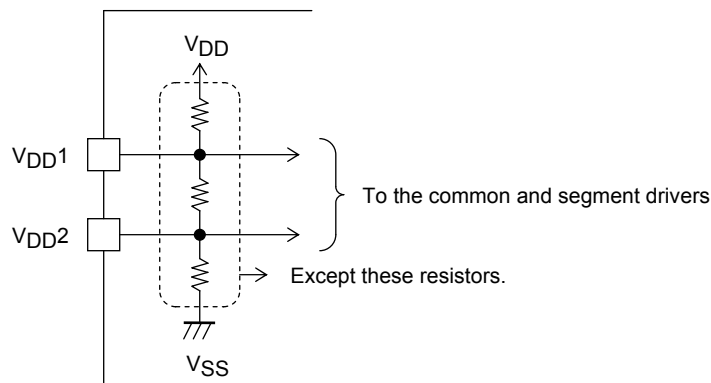 VDD
VDD1
To the common and segment drivers
VDD2
Except these resistors.
VSS